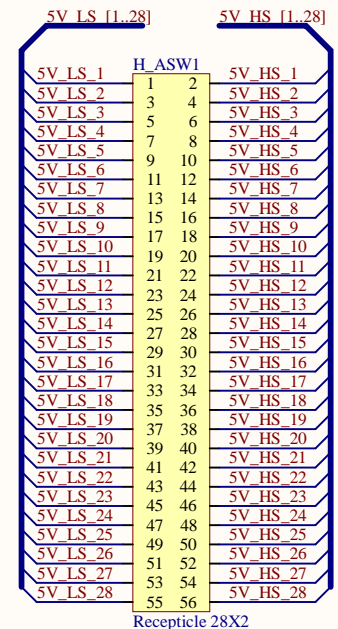 5V_LS_[1..28] 5V_HS_[1..28]
H_ASW1
5V_LS_1 1 2 5V_HS_1
5V_LS_2 3 4 5V_HS_2
5V_LS_3 5 6 5V_HS_3
5V_LS_4 7 8 5V_HS_4
5V_LS_5 9 10 5V_HS_5
5V_LS_6 11 12 5V_HS_6
5V_LS_7 13 14 5V_HS_7
5V_LS_8 15 16 5V_HS_8
5V_LS_9 17 18 5V_HS_9
5V_LS_10 19 20 5V_HS_10
5V_LS_11 21 22 5V_HS_11
5V_LS_12 23 24 5V_HS_12
5V_LS_13 25 26 5V_HS_13
5V_LS_14 27 28 5V_HS_14
5V_LS_15 29 30 5V_HS_15
5V_LS_16 31 32 5V_HS_16
5V_LS_17 33 34 5V_HS_17
5V_LS_18 35 36 5V_HS_18
5V_LS_19 37 38 5V_HS_19
5V_LS_20 39 40 5V_HS_20
5V_LS_21 41 42 5V_HS_21
5V_LS_22 43 44 5V_HS_22
5V_LS_23 45 46 5V_HS_23
5V_LS_24 47 48 5V_HS_24
5V_LS_25 49 50 5V_HS_25
5V_LS_26 51 52 5V_HS_26
5V_LS_27 53 54 5V_HS_27
5V_LS_28 55 56 5V_HS_28
Recepticle 28X2